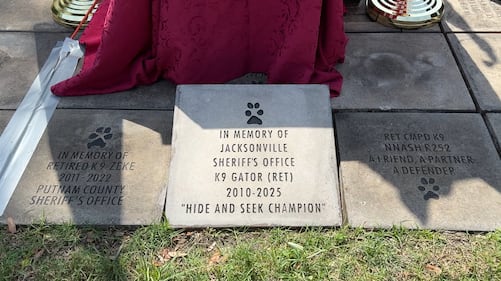 IN MEMORY OF
RETIRED K9 ZEKE
2011-2022
PUTNAM COUNTY
SHERIFF'S OFFICE
IN MEMORY OF
JACKSONVILLE
SHERIFF'S OFFICE
K9 GATOR (RET)
2010-2025
"HIDE AND SEEK CHAMPION"
RET CMPD K9
NNASH R252
A FRIEND, A PARTNER,
A DEFENDER